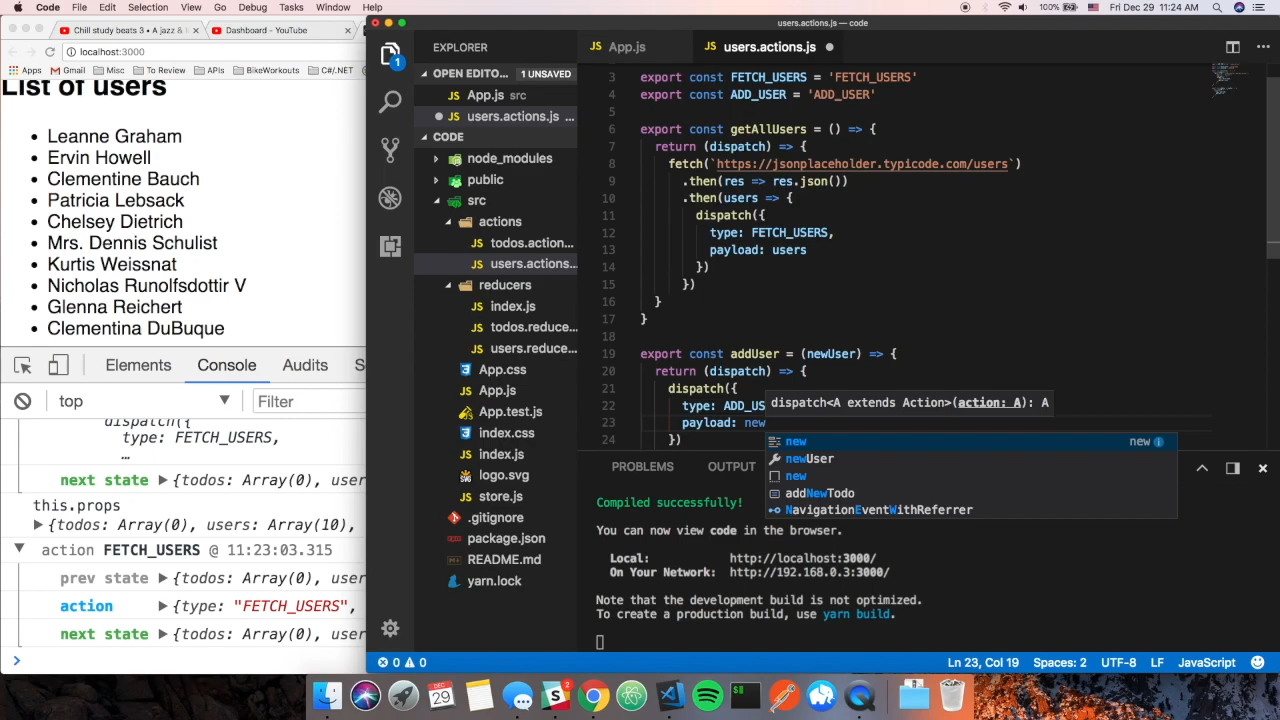 Code File Edit Selection View Go Debug Tasks Window Help 100% Fri Dec 29 11:24 AM
Chill study beats 3 • A jazz & l
Dashboard - YouTube
localhost:3000
Apps Gmail Misc To Review APIs BikeWorkouts C#/.NET
List of users
Leanne Graham
Ervin Howell
Clementine Bauch
Patricia Lebsack
Chelsey Dietrich
Mrs. Dennis Schulist
Kurtis Weissnat
Nicholas Runolfsdottir V
Glenna Reichert
Clementina DuBuque
Elements Console Audits S
top Filter
dispatch({
type: FETCH_USERS,
…
next state ▶{todos: Array(0), user
this.props
▶{todos: Array(0), users: Array(10),
▼ action FETCH_USERS @ 11:23:03.315
prev state ▶{todos: Array(0), user
action ▶{type: "FETCH_USERS",
next state ▶{todos: Array(0), user
>
users.actions.js — code
EXPLORER
OPEN EDITO... 1 UNSAVED
App.js src
users.actions.js ...
CODE
node_modules
public
src
actions
todos.action...
users.actions...
reducers
index.js
todos.reduce...
users.reduce...
App.css
App.js
App.test.js
index.css
index.js
logo.svg
store.js
.gitignore
package.json
README.md
yarn.lock
1
JS App.js JS users.actions.js
3 export const FETCH_USERS = 'FETCH_USERS'
4 export const ADD_USER = 'ADD_USER'
5
6 export const getAllUsers = () => {
7 return (dispatch) => {
8 fetch(`https://jsonplaceholder.typicode.com/users`)
9 .then(res => res.json())
10 .then(users => {
11 dispatch({
12 type: FETCH_USERS,
13 payload: users
14 })
15 })
16 }
17 }
18
19 export const addUser = (newUser) => {
20 return (dispatch) => {
21 dispatch({
22 type: ADD_US
23 payload: new
24 })
dispatch<A extends Action>(action: A): A
new new
newUser
new
addNewTodo
NavigationEventWithReferrer
PROBLEMS OUTPUT
Compiled successfully!
You can now view code in the browser.
Local: http://localhost:3000/
On Your Network: http://192.168.0.3:3000/
Note that the development build is not optimized.
To create a production build, use yarn build.
0 0 Ln 23, Col 19 Spaces: 2 UTF-8 LF JavaScript
DEC 29
2